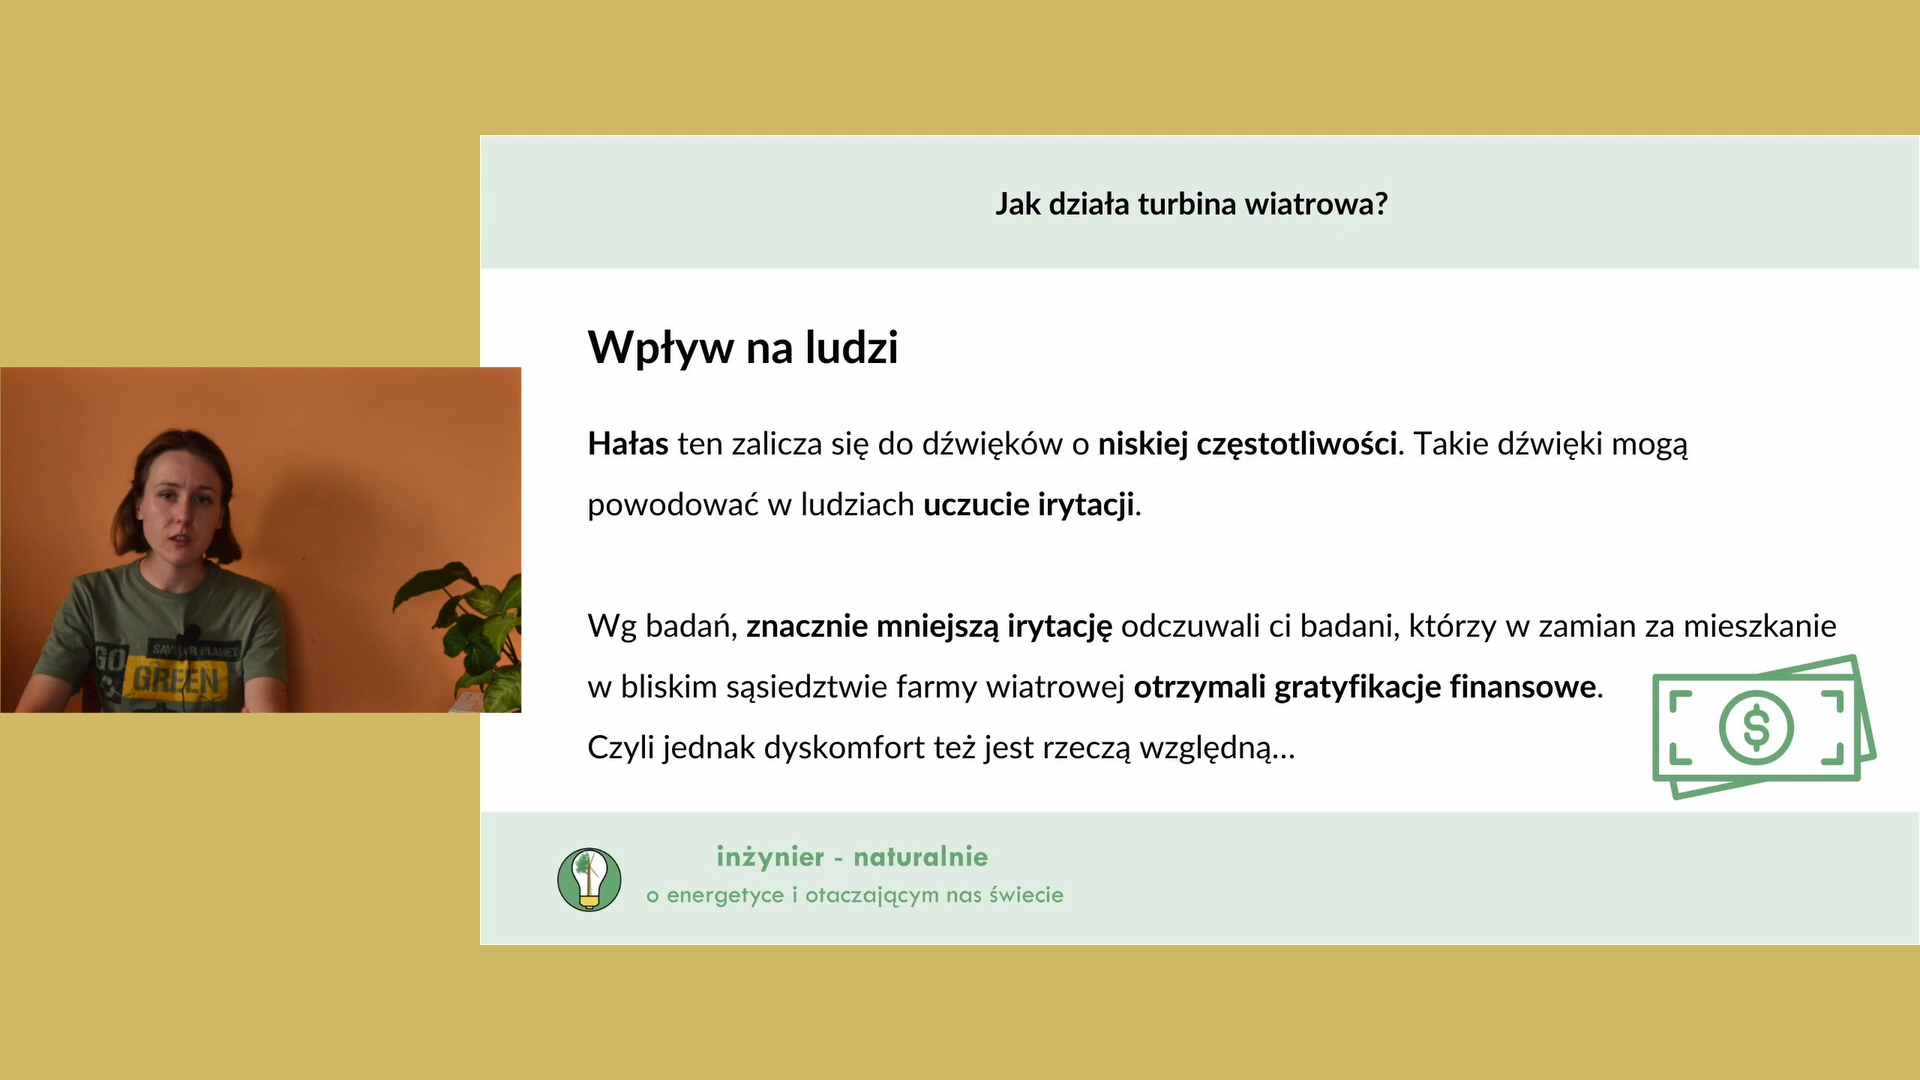 Jak działa turbina wiatrowa?
Wpływ na ludzi
Hałas ten zalicza się do dźwięków o niskiej częstotliwości. Takie dźwięki mogą
powodować w ludziach uczucie irytacji.
Wg badań, znacznie mniejszą irytację odczuwali ci badani, którzy w zamian za mieszkanie
w bliskim sąsiedztwie farmy wiatrowej otrzymali gratyfikacje finansowe.
Czyli jednak dyskomfort też jest rzeczą względną...
$
GO
GREEN
inżynier - naturalnie
o energetyce i otaczającym nas świecie